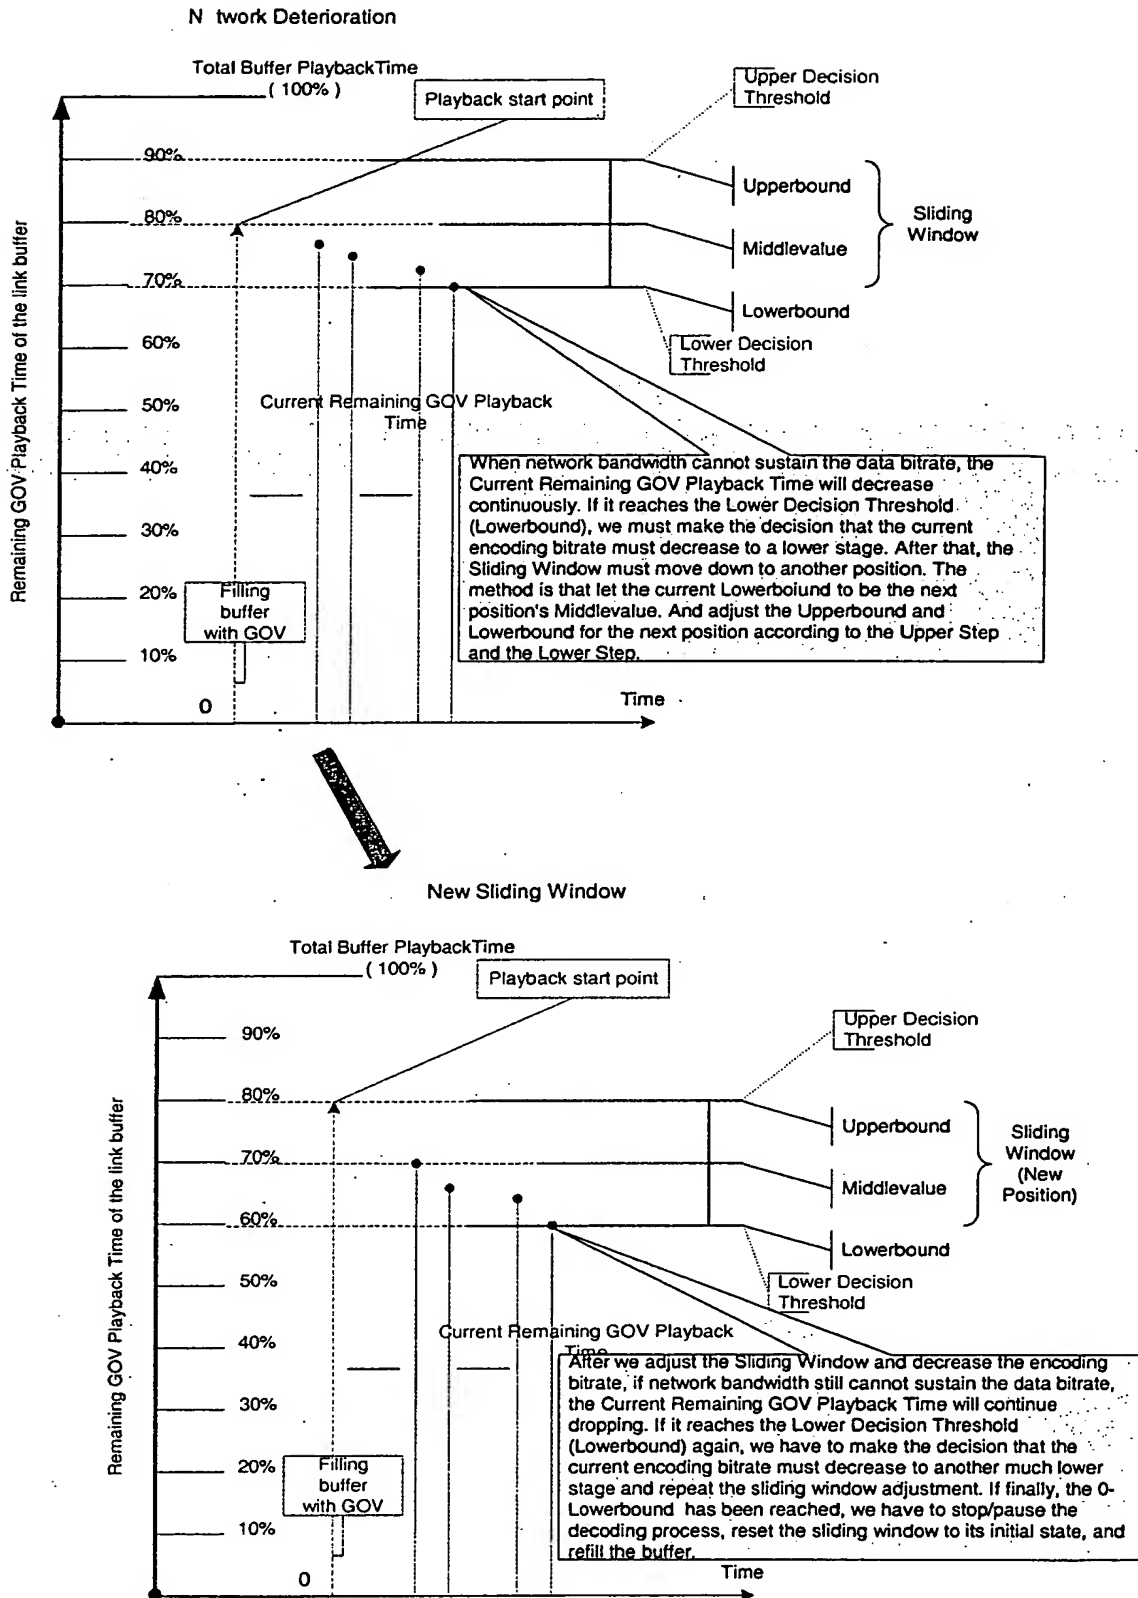 N twork Deterioration
Total Buffer PlaybackTime
( 100% )
Playback start point
Upper Decision
Threshold
90%
80%
70%
60%
50%
40%
30%
20%
10%
0
Upperbound
Middlevalue
Lowerbound
Sliding
Window
Lower Decision
Threshold
Remaining GOV Playback Time of the link buffer
Current Remaining GOV Playback
Time
When network bandwidth cannot sustain the data bitrate, the
Current Remaining GOV Playback Time will decrease
continuously. If it reaches the Lower Decision Threshold
(Lowerbound), we must make the decision that the current
encoding bitrate must decrease to a lower stage. After that, the
Sliding Window must move down to another position. The
method is that let the current Lowerboiund to be the next
position's Middlevalue. And adjust the Upperbound and
Lowerbound for the next position according to the Upper Step
and the Lower Step.
Filling
buffer
with GOV
Time
New Sliding Window
Total Buffer PlaybackTime
( 100% )
Playback start point
Upper Decision
Threshold
90%
80%
70%
60%
50%
40%
30%
20%
10%
0
Upperbound
Middlevalue
Lowerbound
Sliding
Window
(New
Position)
Lower Decision
Threshold
Remaining GOV Playback Time of the link buffer
Current Remaining GOV Playback
Time
After we adjust the Sliding Window and decrease the encoding
bitrate, if network bandwidth still cannot sustain the data bitrate,
the Current Remaining GOV Playback Time will continue
dropping. If it reaches the Lower Decision Threshold
(Lowerbound) again, we have to make the decision that the
current encoding bitrate must decrease to another much lower
stage and repeat the sliding window adjustment. If finally, the 0-
Lowerbound has been reached, we have to stop/pause the
decoding process, reset the sliding window to its initial state, and
refill the buffer.
Filling
buffer
with GOV
Time